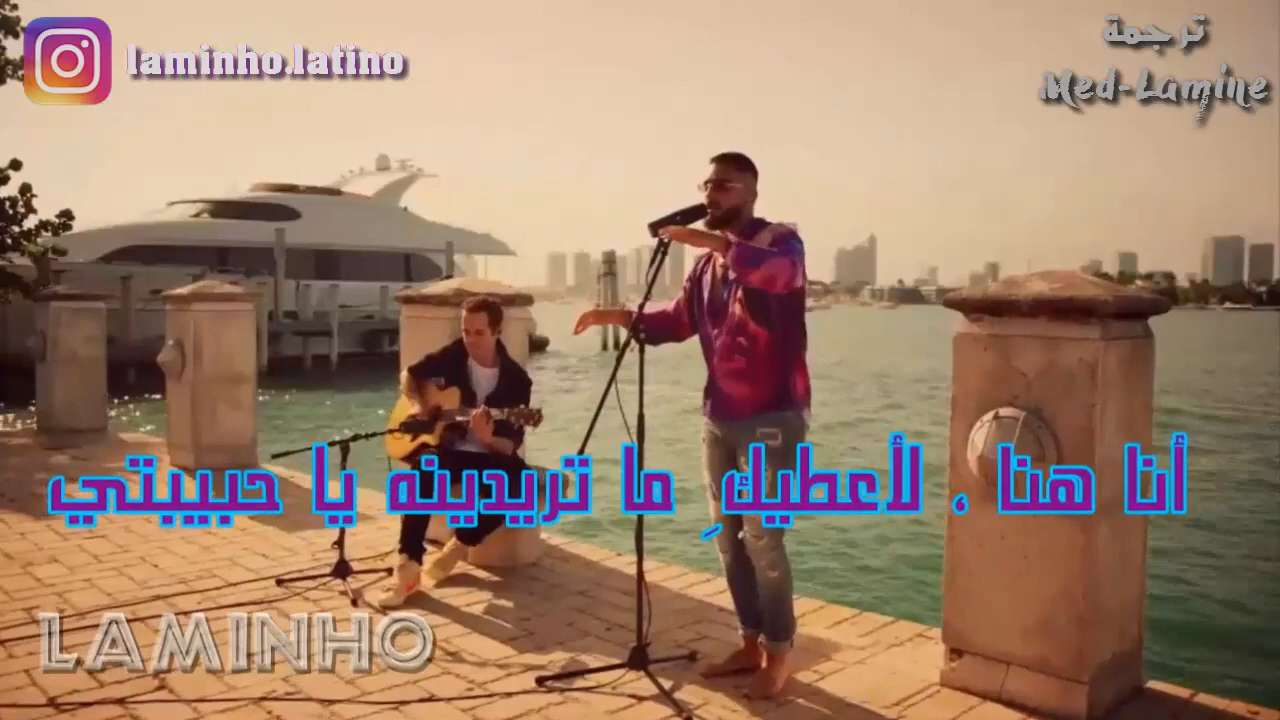 laminho.latino
ترجمة
Med-Lamine
أنا هنا ، لأعطيكِ ما تريدينه يا حبيبتي
LAMINHO